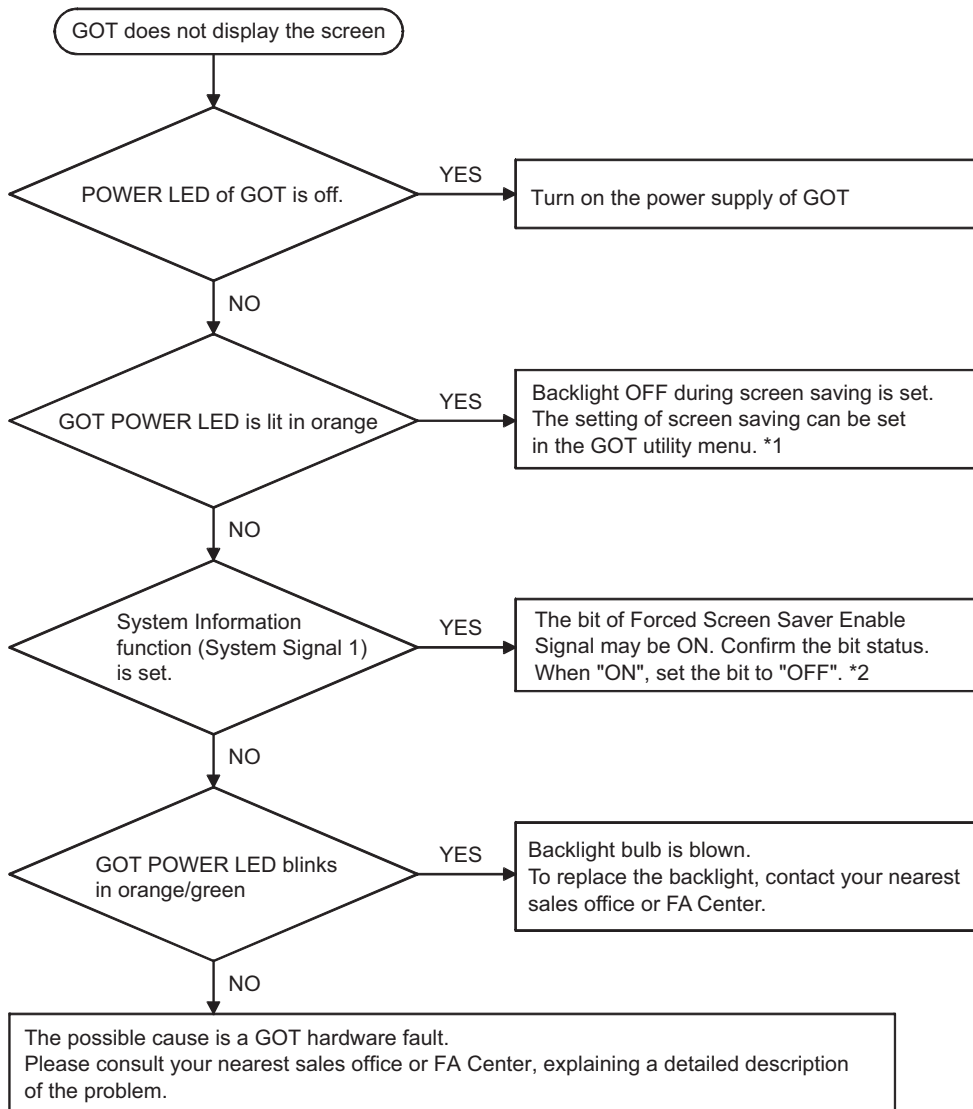 GOT does not display the screen
POWER LED of GOT is off.
YES
Turn on the power supply of GOT
NO
GOT POWER LED is lit in orange
YES
Backlight OFF during screen saving is set.
The setting of screen saving can be set
in the GOT utility menu. *1
NO
System Information
function (System Signal 1)
is set.
YES
The bit of Forced Screen Saver Enable
Signal may be ON. Confirm the bit status.
When "ON", set the bit to "OFF". *2
NO
GOT POWER LED blinks
in orange/green
YES
Backlight bulb is blown.
To replace the backlight, contact your nearest
sales office or FA Center.
NO
The possible cause is a GOT hardware fault.
Please consult your nearest sales office or FA Center, explaining a detailed description
of the problem.